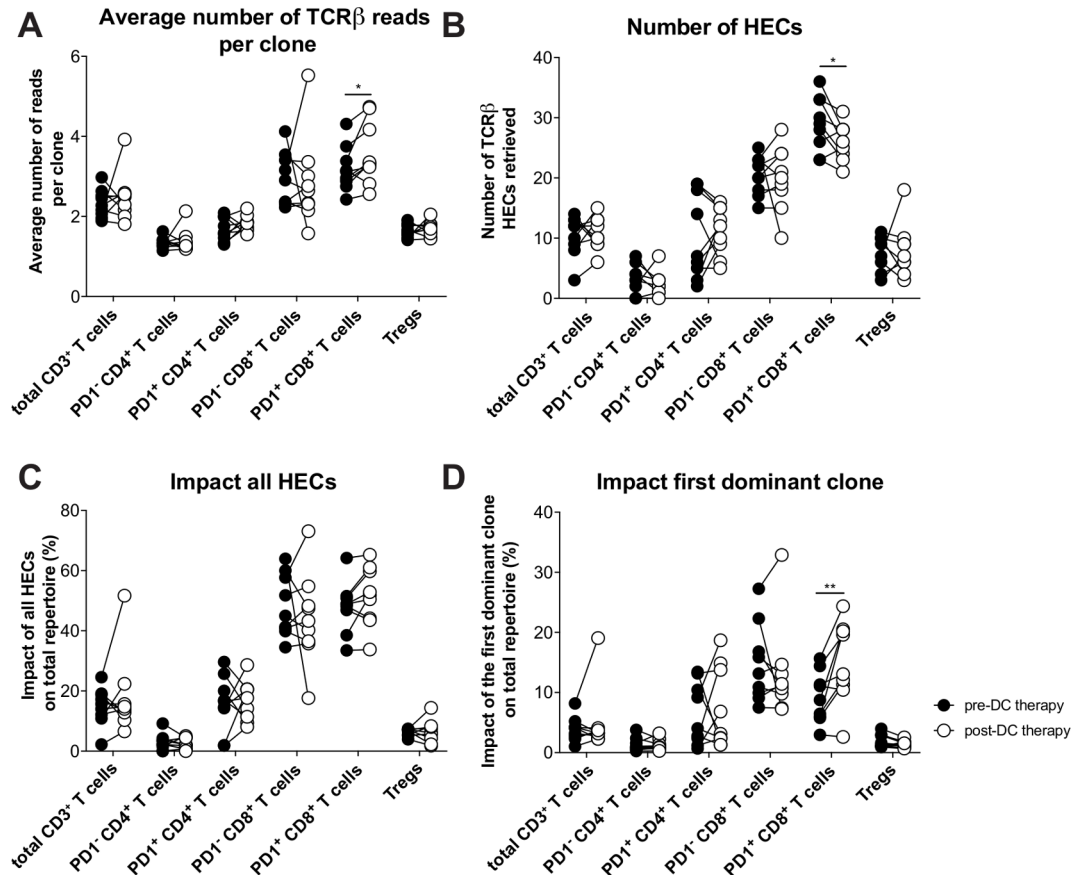 A
Average number of TCRβ reads
per clone
Average number of reads
per clone
6
4
2
0
*
total CD3⁺ T cells
PD1⁻ CD4⁺ T cells
PD1⁺ CD4⁺ T cells
PD1⁻ CD8⁺ T cells
PD1⁺ CD8⁺ T cells
Tregs
B
Number of HECs
Number of TCRβ
HECs retrieved
40
30
20
10
0
*
total CD3⁺ T cells
PD1⁻ CD4⁺ T cells
PD1⁺ CD4⁺ T cells
PD1⁻ CD8⁺ T cells
PD1⁺ CD8⁺ T cells
Tregs
C
Impact all HECs
Impact of all HECs
on total repertoire (%)
80
60
40
20
0
total CD3⁺ T cells
PD1⁻ CD4⁺ T cells
PD1⁺ CD4⁺ T cells
PD1⁻ CD8⁺ T cells
PD1⁺ CD8⁺ T cells
Tregs
D
Impact first dominant clone
Impact of the first dominant clone
on total repertoire (%)
40
30
20
10
0
**
total CD3⁺ T cells
PD1⁻ CD4⁺ T cells
PD1⁺ CD4⁺ T cells
PD1⁻ CD8⁺ T cells
PD1⁺ CD8⁺ T cells
Tregs
pre-DC therapy
post-DC therapy